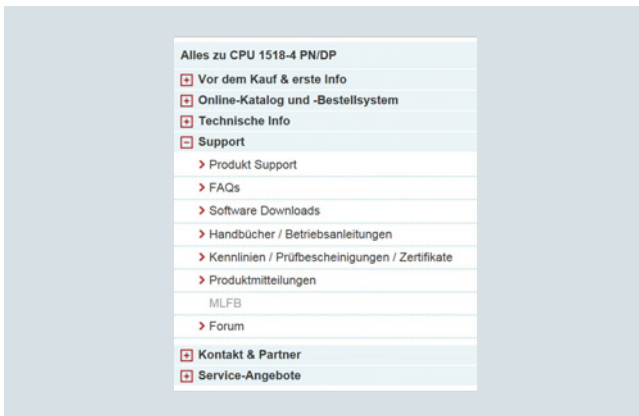 Alles zu CPU 1518-4 PN/DP
Vor dem Kauf & erste Info
Online-Katalog und -Bestellsystem
Technische Info
Support
Produkt Support
FAQs
Software Downloads
Handbücher / Betriebsanleitungen
Kennlinien / Prüfbescheinigungen / Zertifikate
Produktmitteilungen
MLFB
Forum
Kontakt & Partner
Service-Angebote